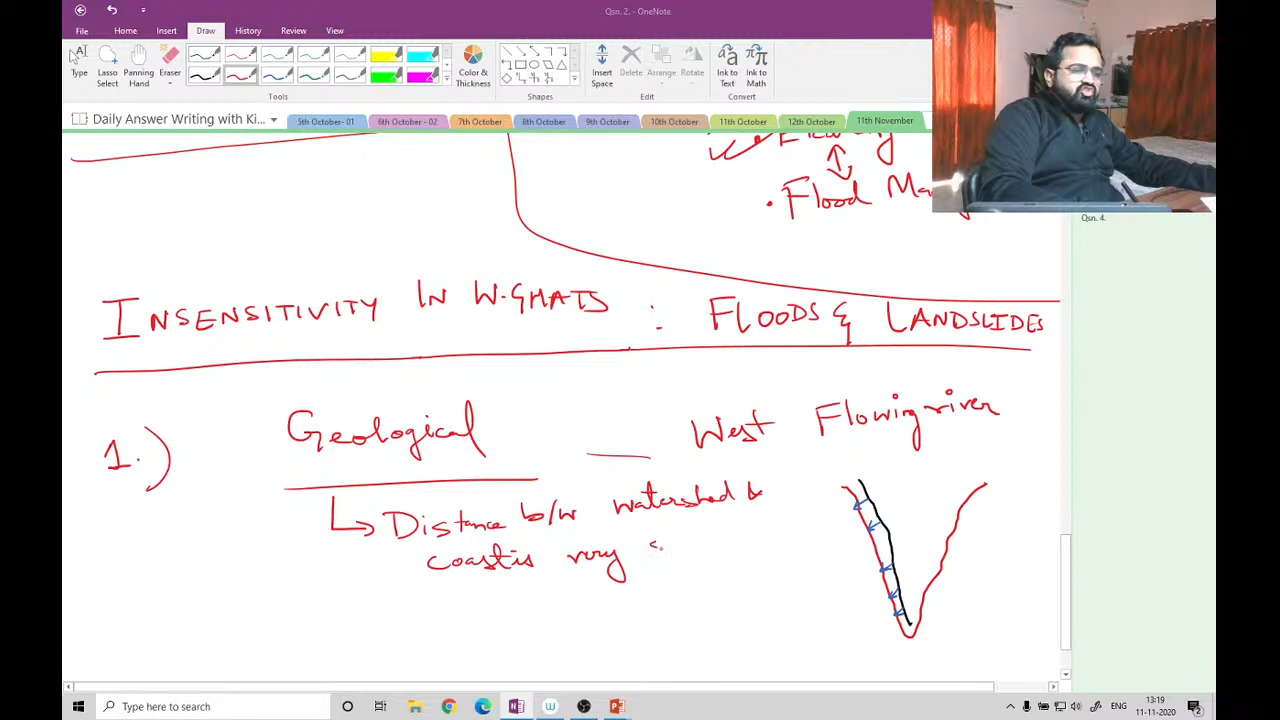 Qsn. 2. - OneNote
File Home Insert Draw History Review View
Type
Lasso Select
Panning Hand
Eraser
Color & Thickness
Insert Space
Delete
Arrange
Rotate
Ink to Text
Ink to Math
Tools
Shapes
Edit
Convert
Daily Answer Writing with Ki...
5th October- 01
6th October - 02
7th October
8th October
9th October
10th October
11th October
12th October
11th November
Qsn. 4.
• Flood
INSENSITIVITY IN W.GHATS : FLOODS & LANDSLIDES
1.) Geological — West Flowing river
Distance b/w watershed &
coast is very
Type here to search
ENG
13:19
11-11-2020
2